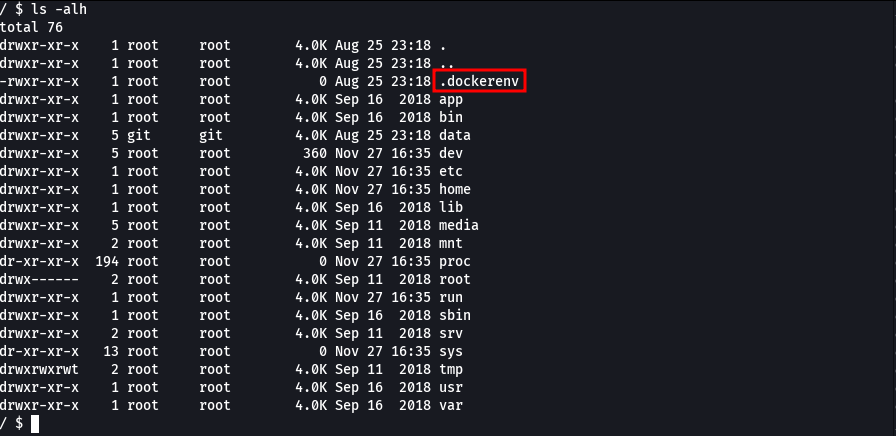 / $ ls -alh
total 76
drwxr-xr-x    1 root     root        4.0K Aug 25 23:18 .
drwxr-xr-x    1 root     root        4.0K Aug 25 23:18 ..
-rwxr-xr-x    1 root     root           0 Aug 25 23:18 .dockerenv
drwxr-xr-x    1 root     root        4.0K Sep 16  2018 app
drwxr-xr-x    1 root     root        4.0K Sep 16  2018 bin
drwxr-xr-x    5 git      git         4.0K Aug 25 23:18 data
drwxr-xr-x    5 root     root         360 Nov 27 16:35 dev
drwxr-xr-x    1 root     root        4.0K Nov 27 16:35 etc
drwxr-xr-x    1 root     root        4.0K Nov 27 16:35 home
drwxr-xr-x    1 root     root        4.0K Sep 16  2018 lib
drwxr-xr-x    5 root     root        4.0K Sep 11  2018 media
drwxr-xr-x    2 root     root        4.0K Sep 11  2018 mnt
dr-xr-xr-x  194 root     root           0 Nov 27 16:35 proc
drwx------    2 root     root        4.0K Sep 11  2018 root
drwxr-xr-x    1 root     root        4.0K Nov 27 16:35 run
drwxr-xr-x    1 root     root        4.0K Sep 16  2018 sbin
drwxr-xr-x    2 root     root        4.0K Sep 11  2018 srv
dr-xr-xr-x   13 root     root           0 Nov 27 16:35 sys
drwxrwxrwt    2 root     root        4.0K Sep 11  2018 tmp
drwxr-xr-x    1 root     root        4.0K Sep 16  2018 usr
drwxr-xr-x    1 root     root        4.0K Sep 16  2018 var
/ $